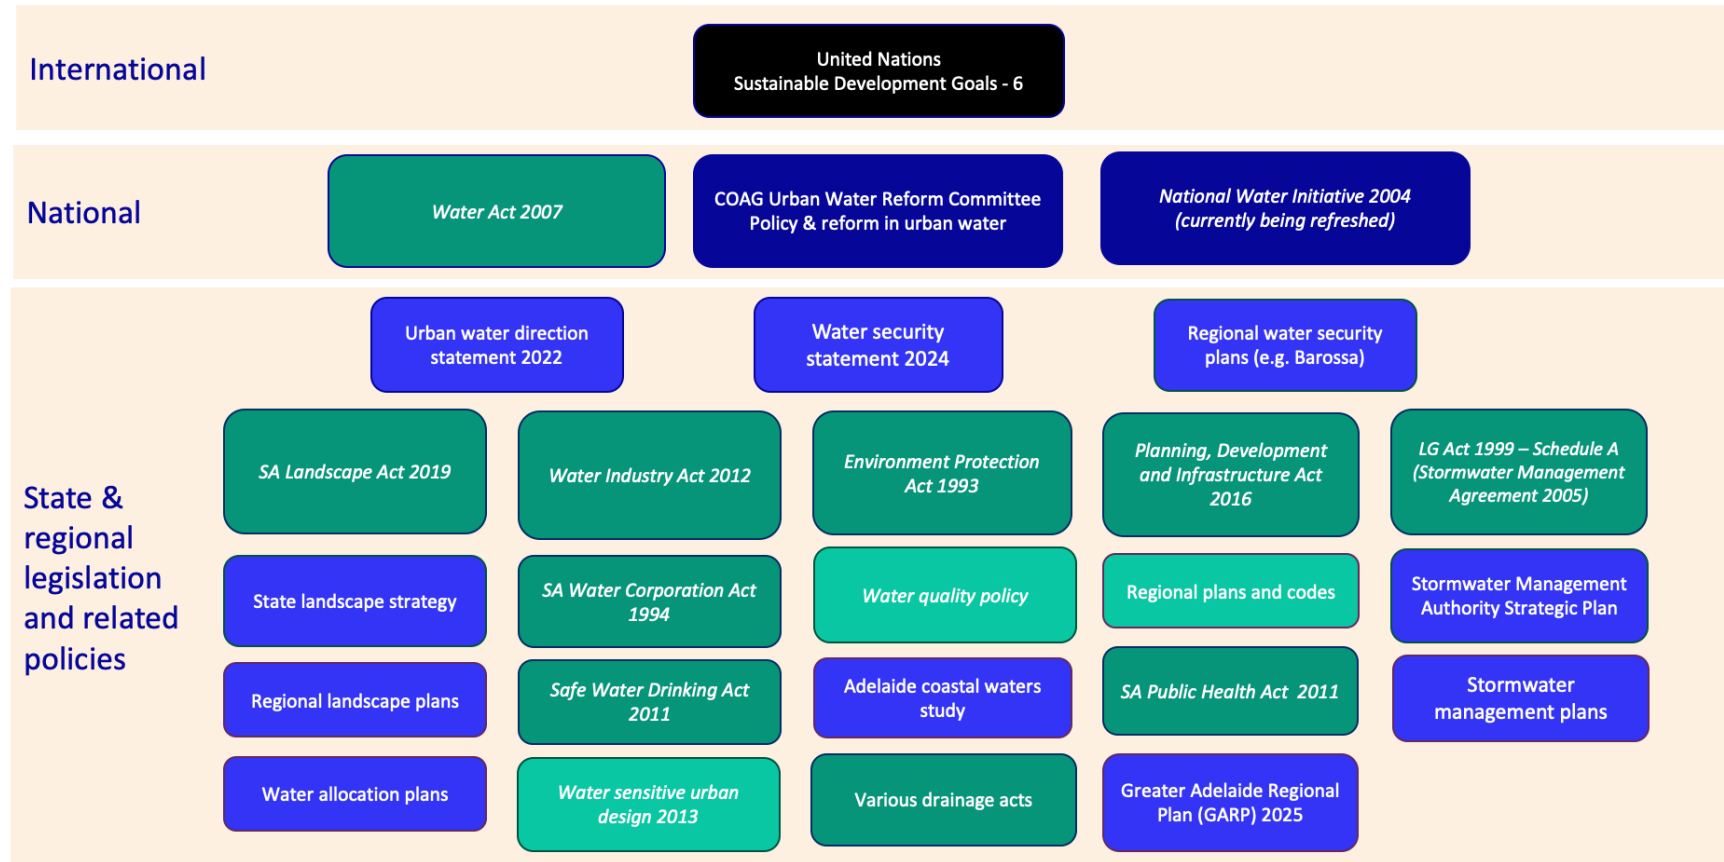 International
United Nations
Sustainable Development Goals - 6
National
Water Act 2007
COAG Urban Water Reform Committee
Policy & reform in urban water
National Water Initiative 2004
(currently being refreshed)
State &
regional
legislation
and related
policies
Urban water direction
statement 2022
Water security
statement 2024
Regional water security
plans (e.g. Barossa)
SA Landscape Act 2019
Water Industry Act 2012
Environment Protection
Act 1993
Planning, Development
and Infrastructure Act
2016
LG Act 1999 – Schedule A
(Stormwater Management
Agreement 2005)
State landscape strategy
SA Water Corporation Act
1994
Water quality policy
Regional plans and codes
Stormwater Management
Authority Strategic Plan
Regional landscape plans
Safe Water Drinking Act
2011
Adelaide coastal waters
study
SA Public Health Act  2011
Stormwater
management plans
Water allocation plans
Water sensitive urban
design 2013
Various drainage acts
Greater Adelaide Regional
Plan (GARP) 2025